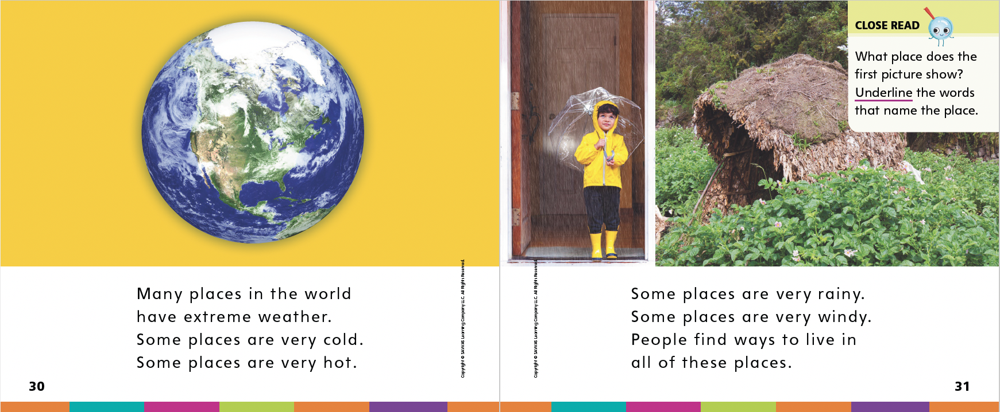 Many places in the world
have extreme weather.
Some places are very cold.
Some places are very hot.
Copyright © SAVVAS Learning Company LLC. All Rights Reserved.
30
CLOSE READ
What place does the
first picture show?
Underline the words
that name the place.
Copyright © SAVVAS Learning Company LLC. All Rights Reserved.
Some places are very rainy.
Some places are very windy.
People find ways to live in
all of these places.
31